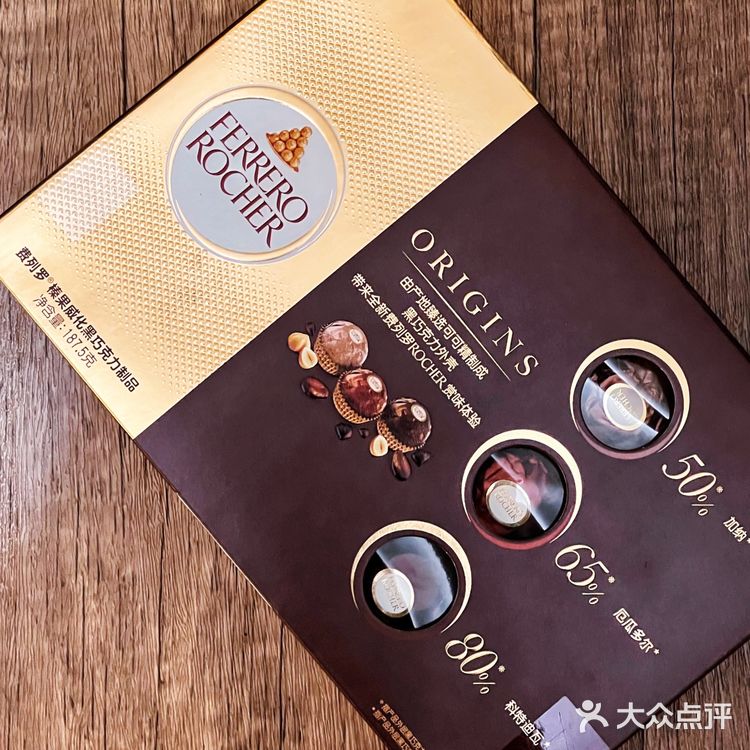 FERRERO
ROCHER
费列罗® 榛果威化黑巧克力制品
净含量:187.5克
ORIGINS
由产地臻选可可精制成
黑巧克力外壳
带来全新费列罗ROCHER赏味体验
50%*
加纳*
65%*
厄瓜多尔*
80%*
科特迪瓦*
ROCHER
ROCHER
大众点评